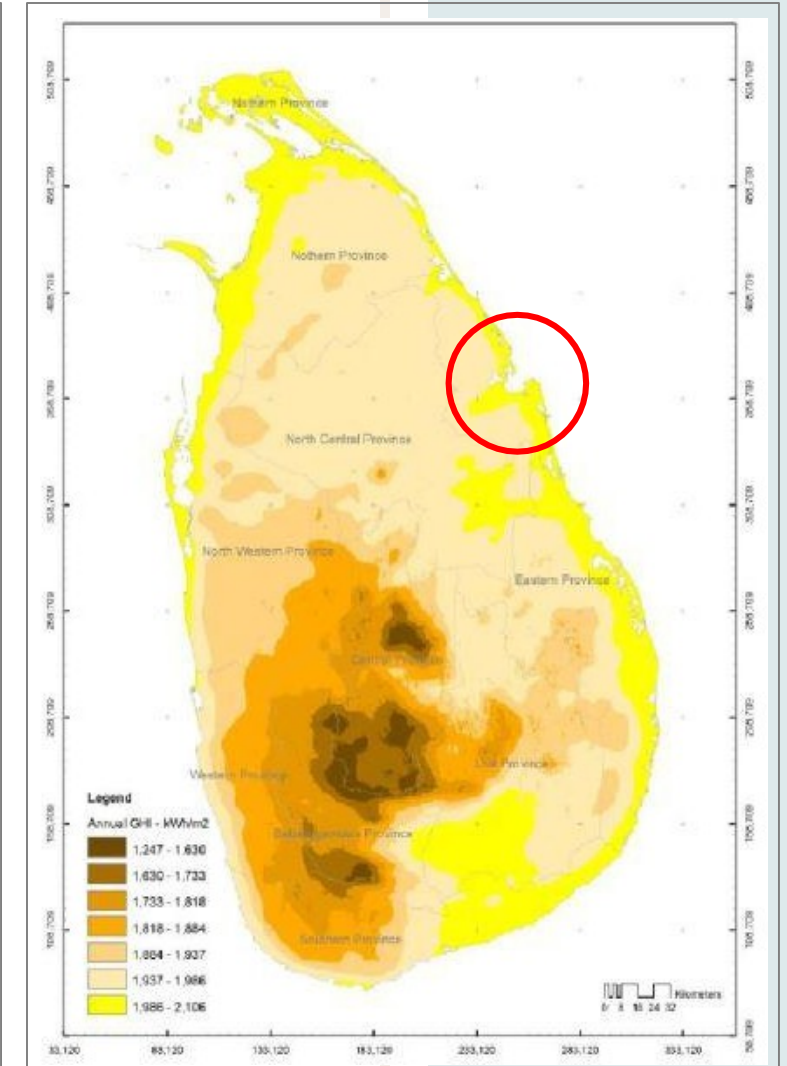 Nothern Province
Nothern Province
North Central Province
North Western Province
Eastern Province
Central Province
Uva Province
Western Province
Legend
Annual GHI - kWh/m2
Sabaragamuwa Province
1,247 - 1,630
1,630 - 1,733
1,733 - 1,818
1,818 - 1,884
1,884 - 1,937
1,937 - 1,986
1,986 - 2,106
Southern Province
Kilometers
0 8 16 24 32
33,120 83,120 133,120 183,120 233,120 283,120 333,120